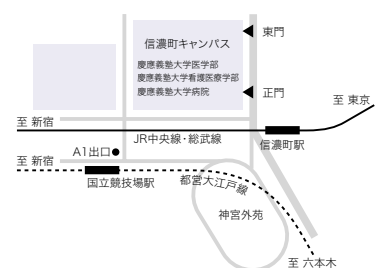 東門
信濃町キャンパス
慶應義塾大学医学部
慶應義塾大学看護医療学部
慶應義塾大学病院
正門
至 東京
至 新宿
JR中央線・総武線
信濃町駅
A1出口
至 新宿
国立競技場駅
都営大江戸線
神宮外苑
至 六本木